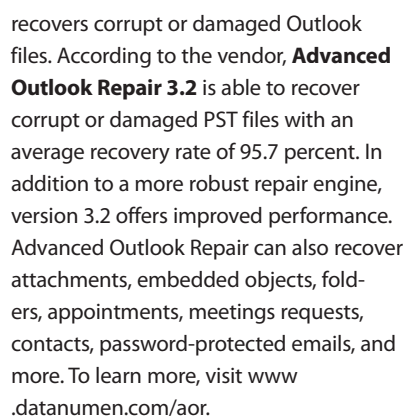 recovers corrupt or damaged Outlook
files. According to the vendor, Advanced
Outlook Repair 3.2 is able to recover
corrupt or damaged PST files with an
average recovery rate of 95.7 percent. In
addition to a more robust repair engine,
version 3.2 offers improved performance.
Advanced Outlook Repair can also recover
attachments, embedded objects, fold-
ers, appointments, meetings requests,
contacts, password-protected emails, and
more. To learn more, visit www
.datanumen.com/aor.